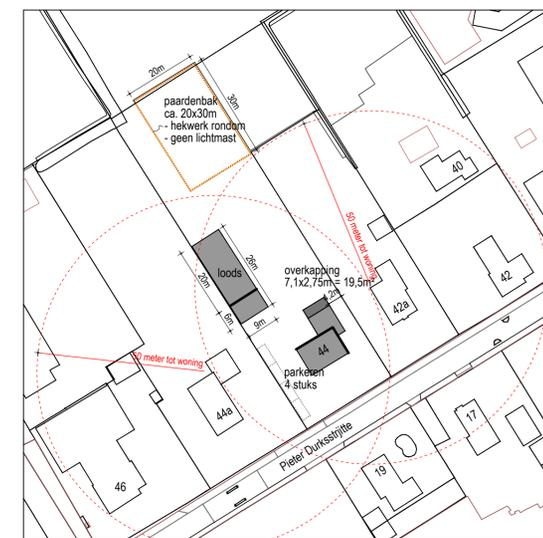 20m
30m
paardenbak
ca. 20x30m
- hekwerk rondom
- geen lichtmast
40
50 meter tot woning
loods
26m
20m
6m
9m
overkapping
7,1x2,75m = 19,5m²
42
42a
44
parkeren
4 stuks
50 meter tot woning
44a
46
Pieter Durksstrjitte
17
19